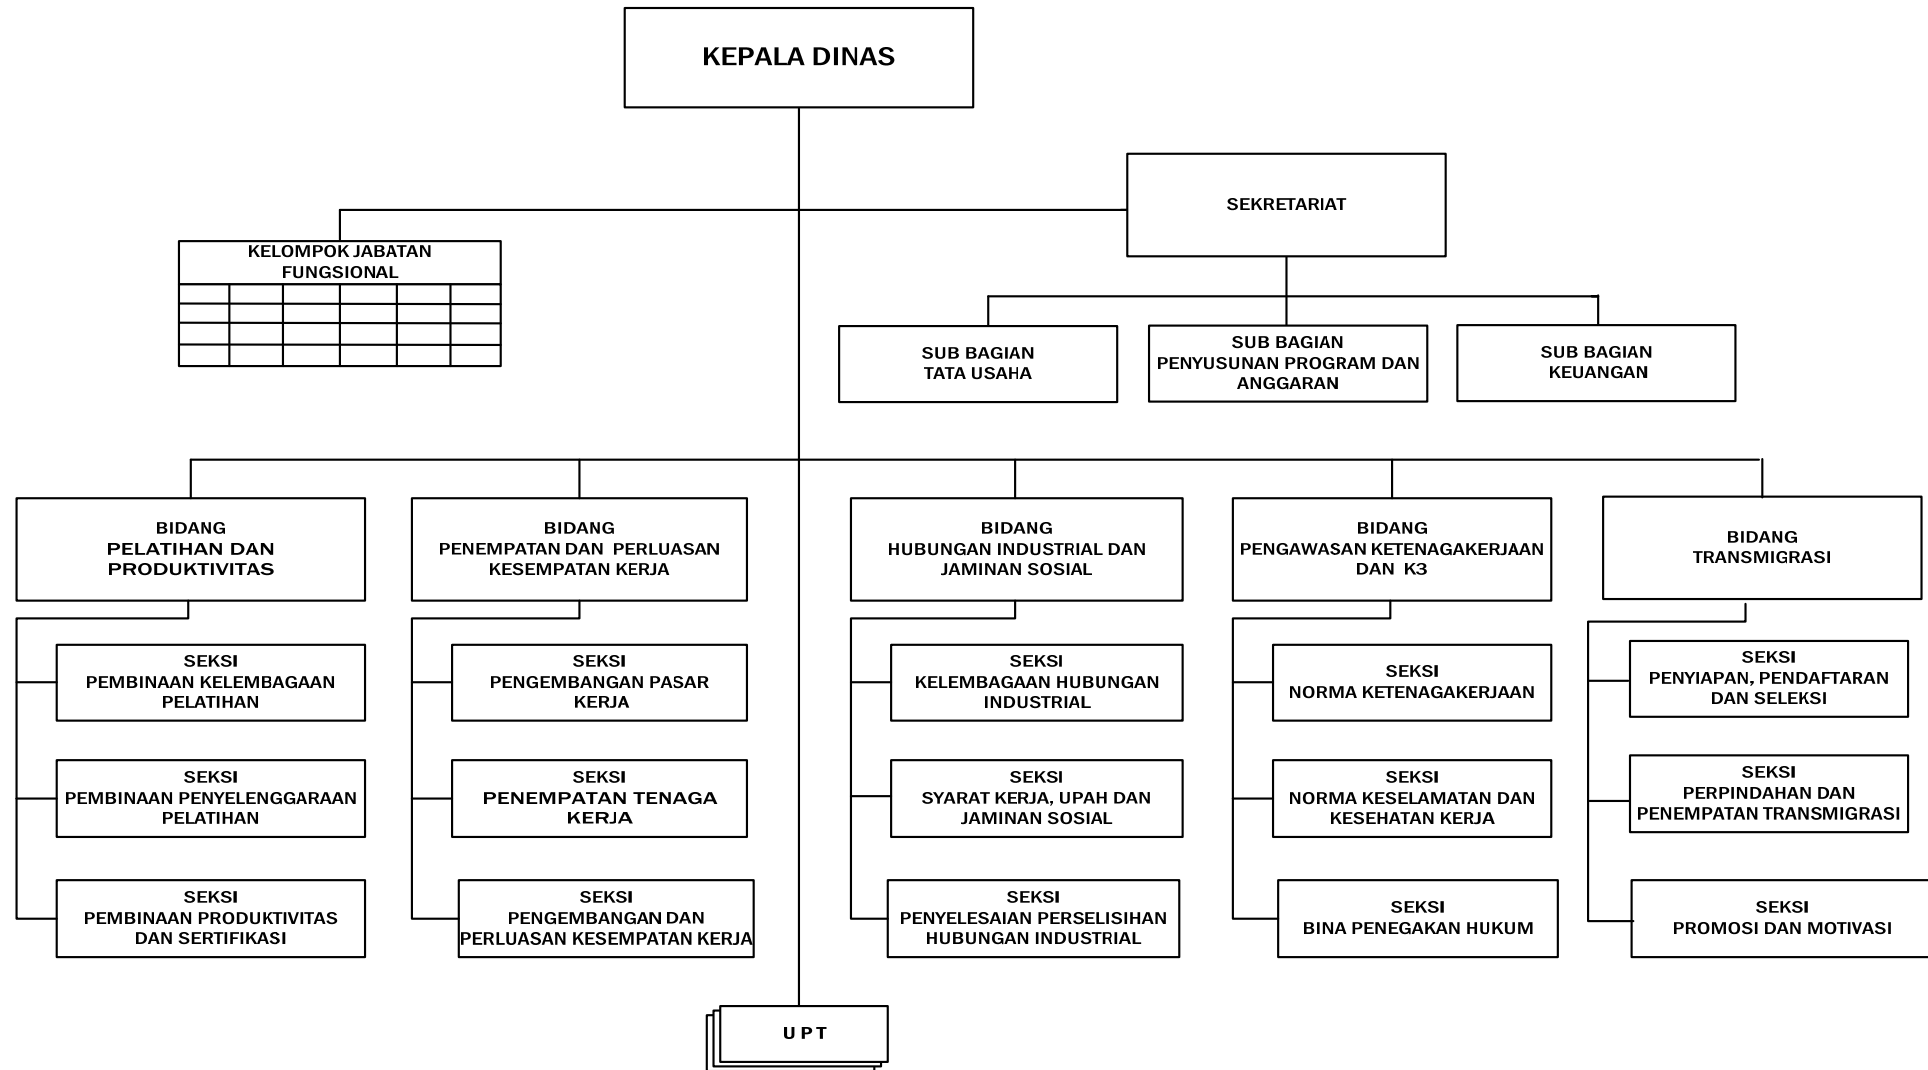 KEPALA DINAS
SEKRETARIAT
KELOMPOK JABATAN
FUNGSIONAL
SUB BAGIAN
TATA USAHA
SUB BAGIAN
PENYUSUNAN PROGRAM DAN
ANGGARAN
SUB BAGIAN
KEUANGAN
BIDANG
PELATIHAN DAN
PRODUKTIVITAS
BIDANG
PENEMPATAN DAN PERLUASAN
KESEMPATAN KERJA
BIDANG
HUBUNGAN INDUSTRIAL DAN
JAMINAN SOSIAL
BIDANG
PENGAWASAN KETENAGAKERJAAN
DAN K3
BIDANG
TRANSMIGRASI
SEKSI
PEMBINAAN KELEMBAGAAN
PELATIHAN
SEKSI
PENGEMBANGAN PASAR
KERJA
SEKSI
KELEMBAGAAN HUBUNGAN
INDUSTRIAL
SEKSI
NORMA KETENAGAKERJAAN
SEKSI
PENYIAPAN, PENDAFTARAN
DAN SELEKSI
SEKSI
PEMBINAAN PENYELENGGARAAN
PELATIHAN
SEKSI
PENEMPATAN TENAGA
KERJA
SEKSI
SYARAT KERJA, UPAH DAN
JAMINAN SOSIAL
SEKSI
NORMA KESELAMATAN DAN
KESEHATAN KERJA
SEKSI
PERPINDAHAN DAN
PENEMPATAN TRANSMIGRASI
SEKSI
PEMBINAAN PRODUKTIVITAS
DAN SERTIFIKASI
SEKSI
PENGEMBANGAN DAN
PERLUASAN KESEMPATAN KERJA
SEKSI
PENYELESAIAN PERSELISIHAN
HUBUNGAN INDUSTRIAL
SEKSI
BINA PENEGAKAN HUKUM
SEKSI
PROMOSI DAN MOTIVASI
U P T